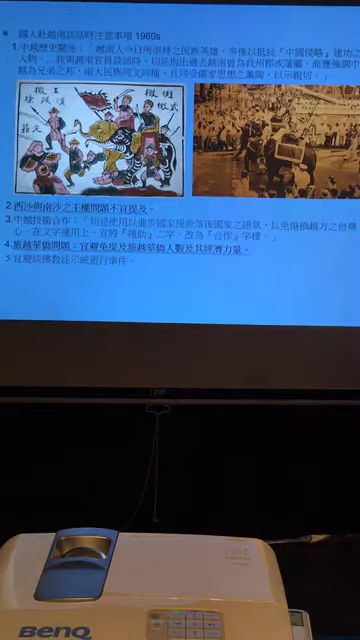 國人赴越南談話時注意事項 1960s
1.中越歷史關係:「越南人今日所崇拜之民族英雄,多係以抵抗『中國侵略』建功之
人物。…我與越南官員談話時,切忌指出過去越南曾為我州郡或藩屬,而應強調中
越為兄弟之邦,兩大民族同文同種,且同受儒家思想之薰陶,以示親切。」
徵王
徵側
徵貳
2.西沙與南沙之主權問題不宜提及。
3.中越技術合作:「切忌使用以進步國家援助落後國家之語氣,以免傷損越方之自尊
心,在文字運用上,宜將『援助』二字,改為『合作』字樣。」
4.旅越華僑問題:宜避免提及旅越華僑人數及其經濟力量。
5.宜避談佛教徒示威遊行事件。
BenQ